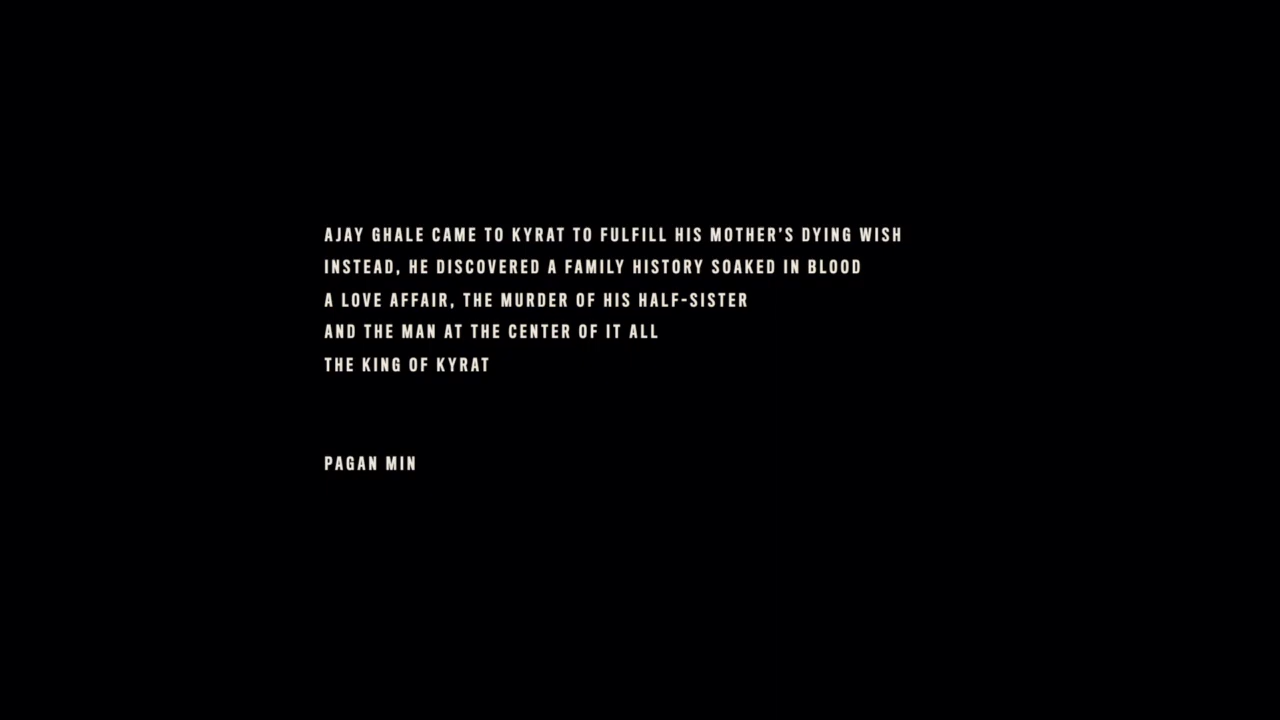 AJAY GHALE CAME TO KYRAT TO FULFILL HIS MOTHER'S DYING WISH
INSTEAD, HE DISCOVERED A FAMILY HISTORY SOAKED IN BLOOD
A LOVE AFFAIR, THE MURDER OF HIS HALF-SISTER
AND THE MAN AT THE CENTER OF IT ALL
THE KING OF KYRAT
PAGAN MIN